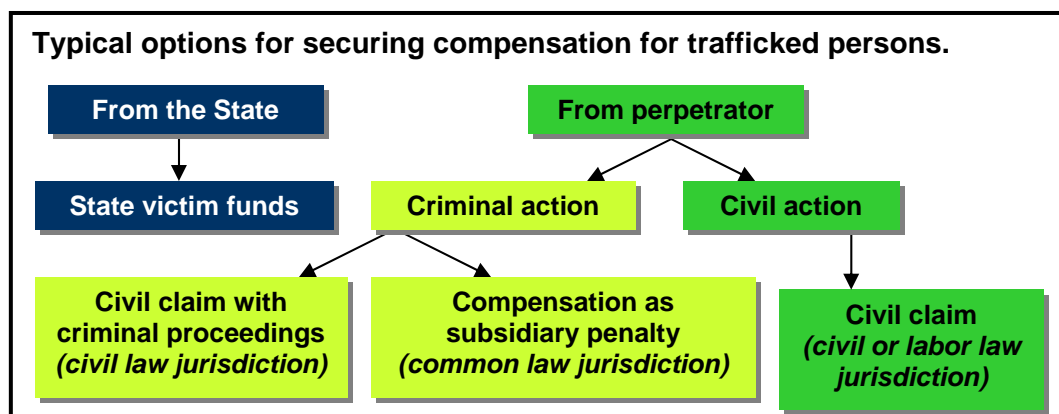 Typical options for securing compensation for trafficked persons.
From the State
From perpetrator
State victim funds
Criminal action
Civil action
Civil claim with
criminal proceedings
(civil law jurisdiction)
Compensation as
subsidiary penalty
(common law jurisdiction)
Civil claim
(civil or labor law
jurisdiction)